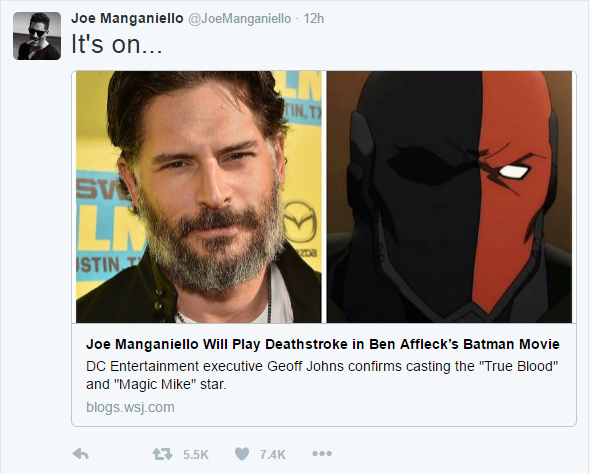 Joe Manganiello @JoeManganiello · 12h
It's on...
TIN, TX
SW
LM
STIN, T
mazda
Joe Manganiello Will Play Deathstroke in Ben Affleck's Batman Movie
DC Entertainment executive Geoff Johns confirms casting the "True Blood"
and "Magic Mike" star.
blogs.wsj.com
5.5K 7.4K